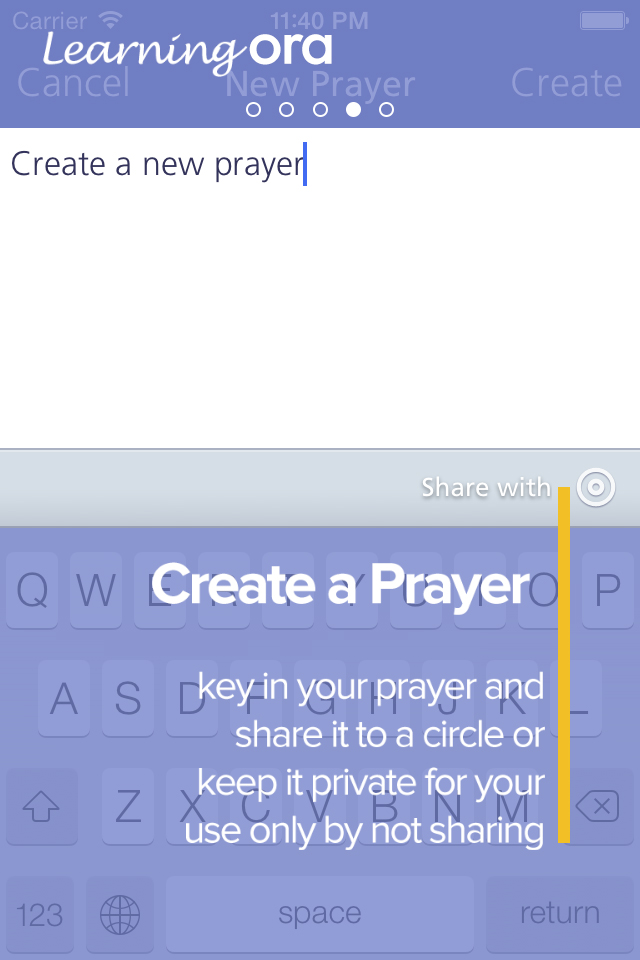 Carrier 11:40 PM
Learning ora
Cancel New Prayer Create
Create a new prayer
Share with
Create a Prayer
Q W E R T Y U I O P
key in your prayer and
A S D F G H J K L
share it to a circle or
keep it private for your
Z X C V B N M
use only by not sharing
123 space return